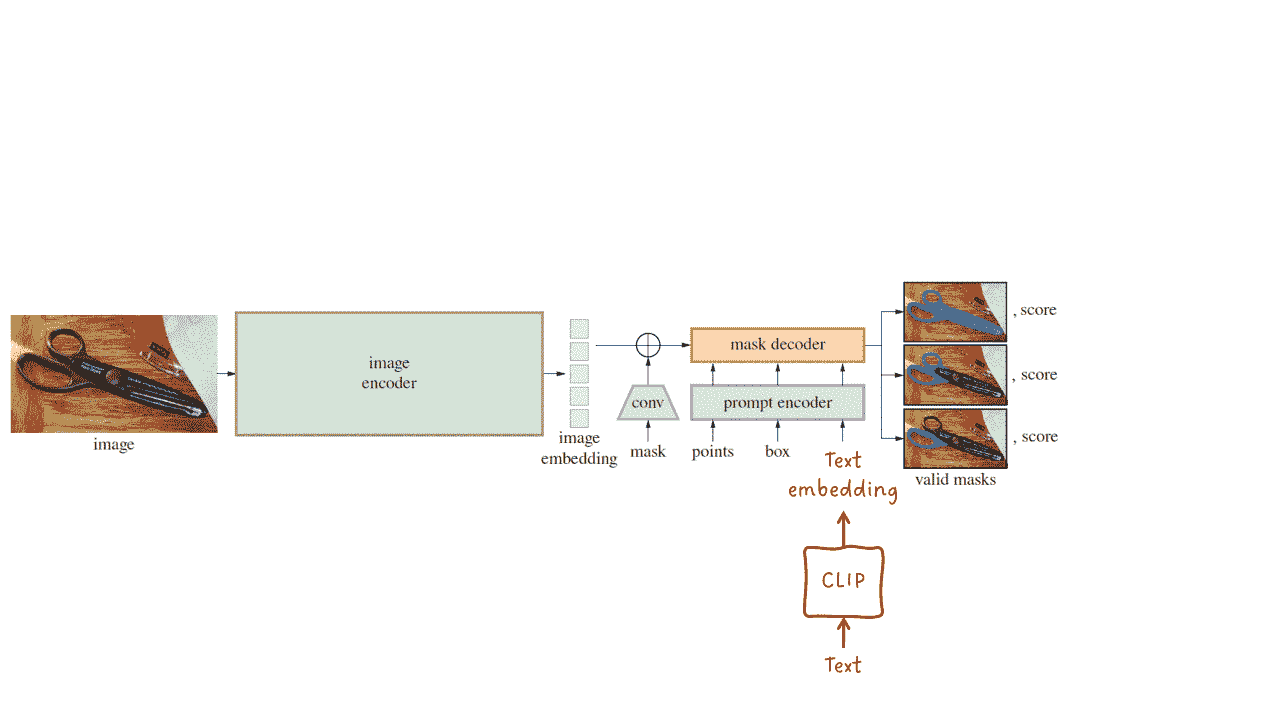 image
image
encoder
image
embedding
mask
conv
points
box
prompt encoder
mask decoder
, score
, score
, score
valid masks
Text
embedding
CLIP
Text